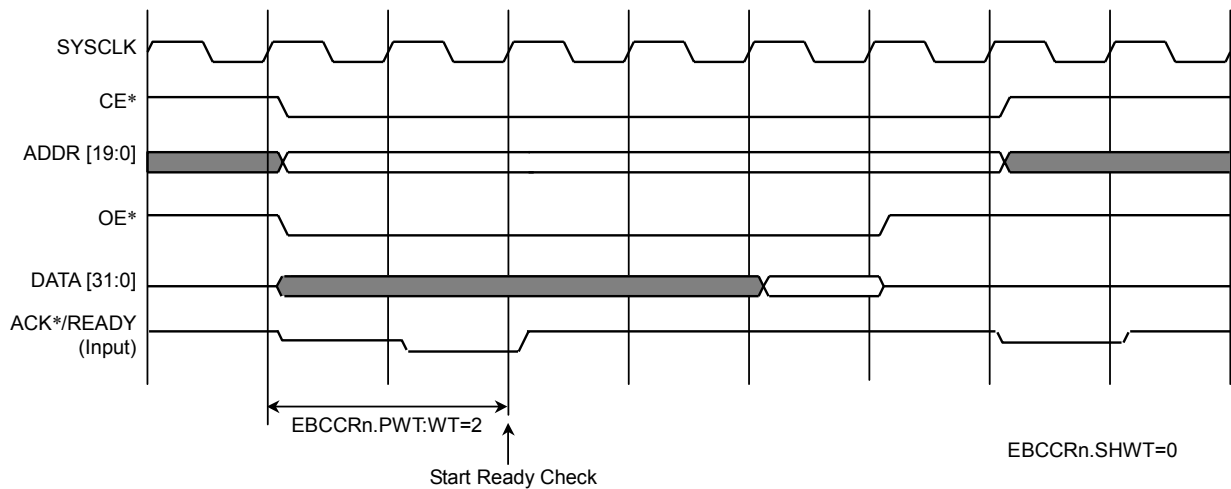 SYSCLK
CE*
ADDR [19:0]
OE*
DATA [31:0]
ACK*/READY
(Input)
EBCCRn.PWT:WT=2
EBCCRn.SHWT=0
Start Ready Check